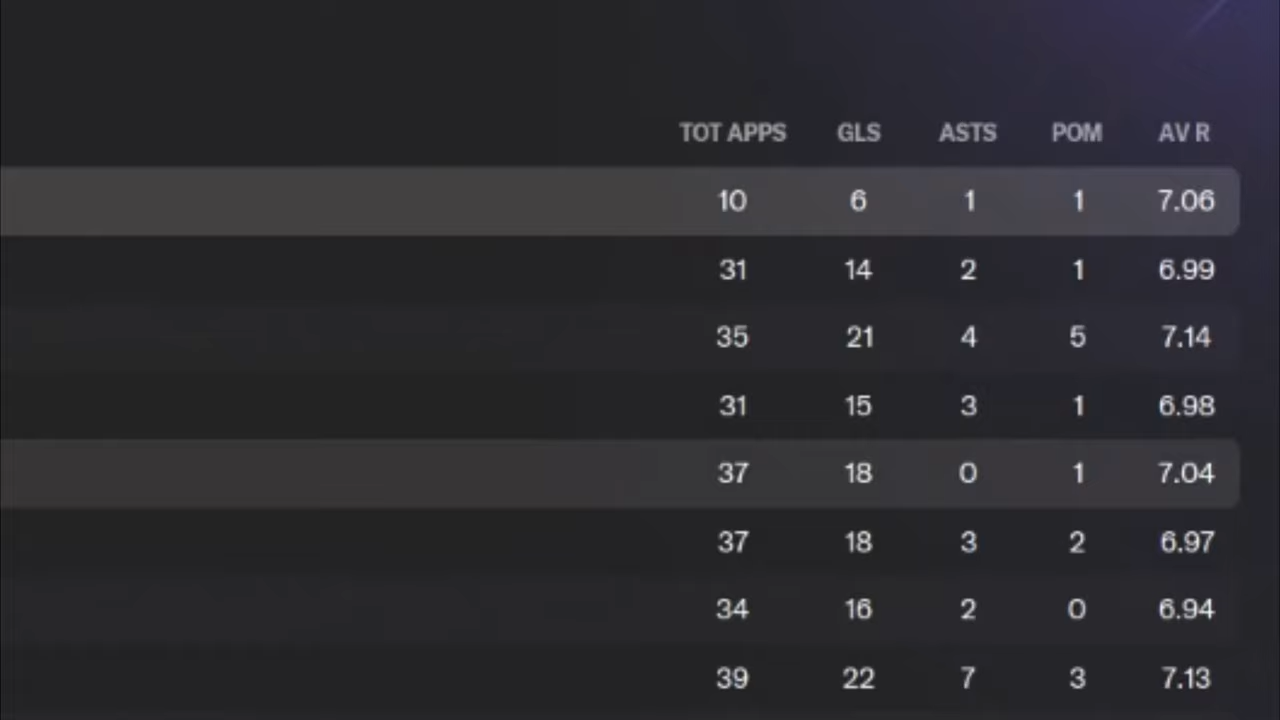 TOT APPS GLS ASTS POM AV R
10 6 1 1 7.06
31 14 2 1 6.99
35 21 4 5 7.14
31 15 3 1 6.98
37 18 0 1 7.04
37 18 3 2 6.97
34 16 2 0 6.94
39 22 7 3 7.13